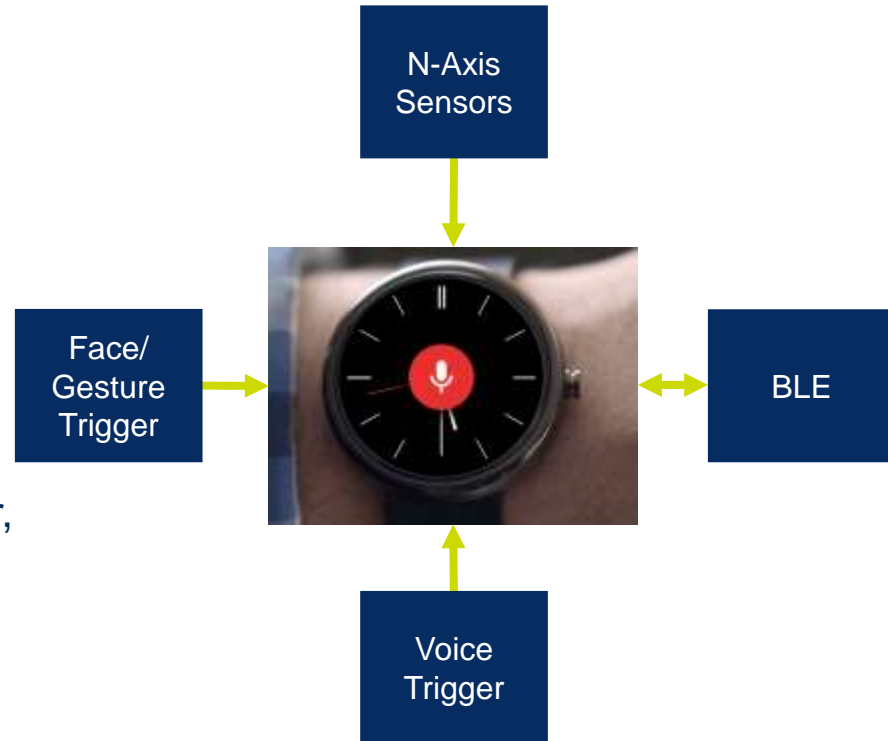 N-Axis
Sensors
Face/
Gesture
Trigger
BLE
Voice
Trigger